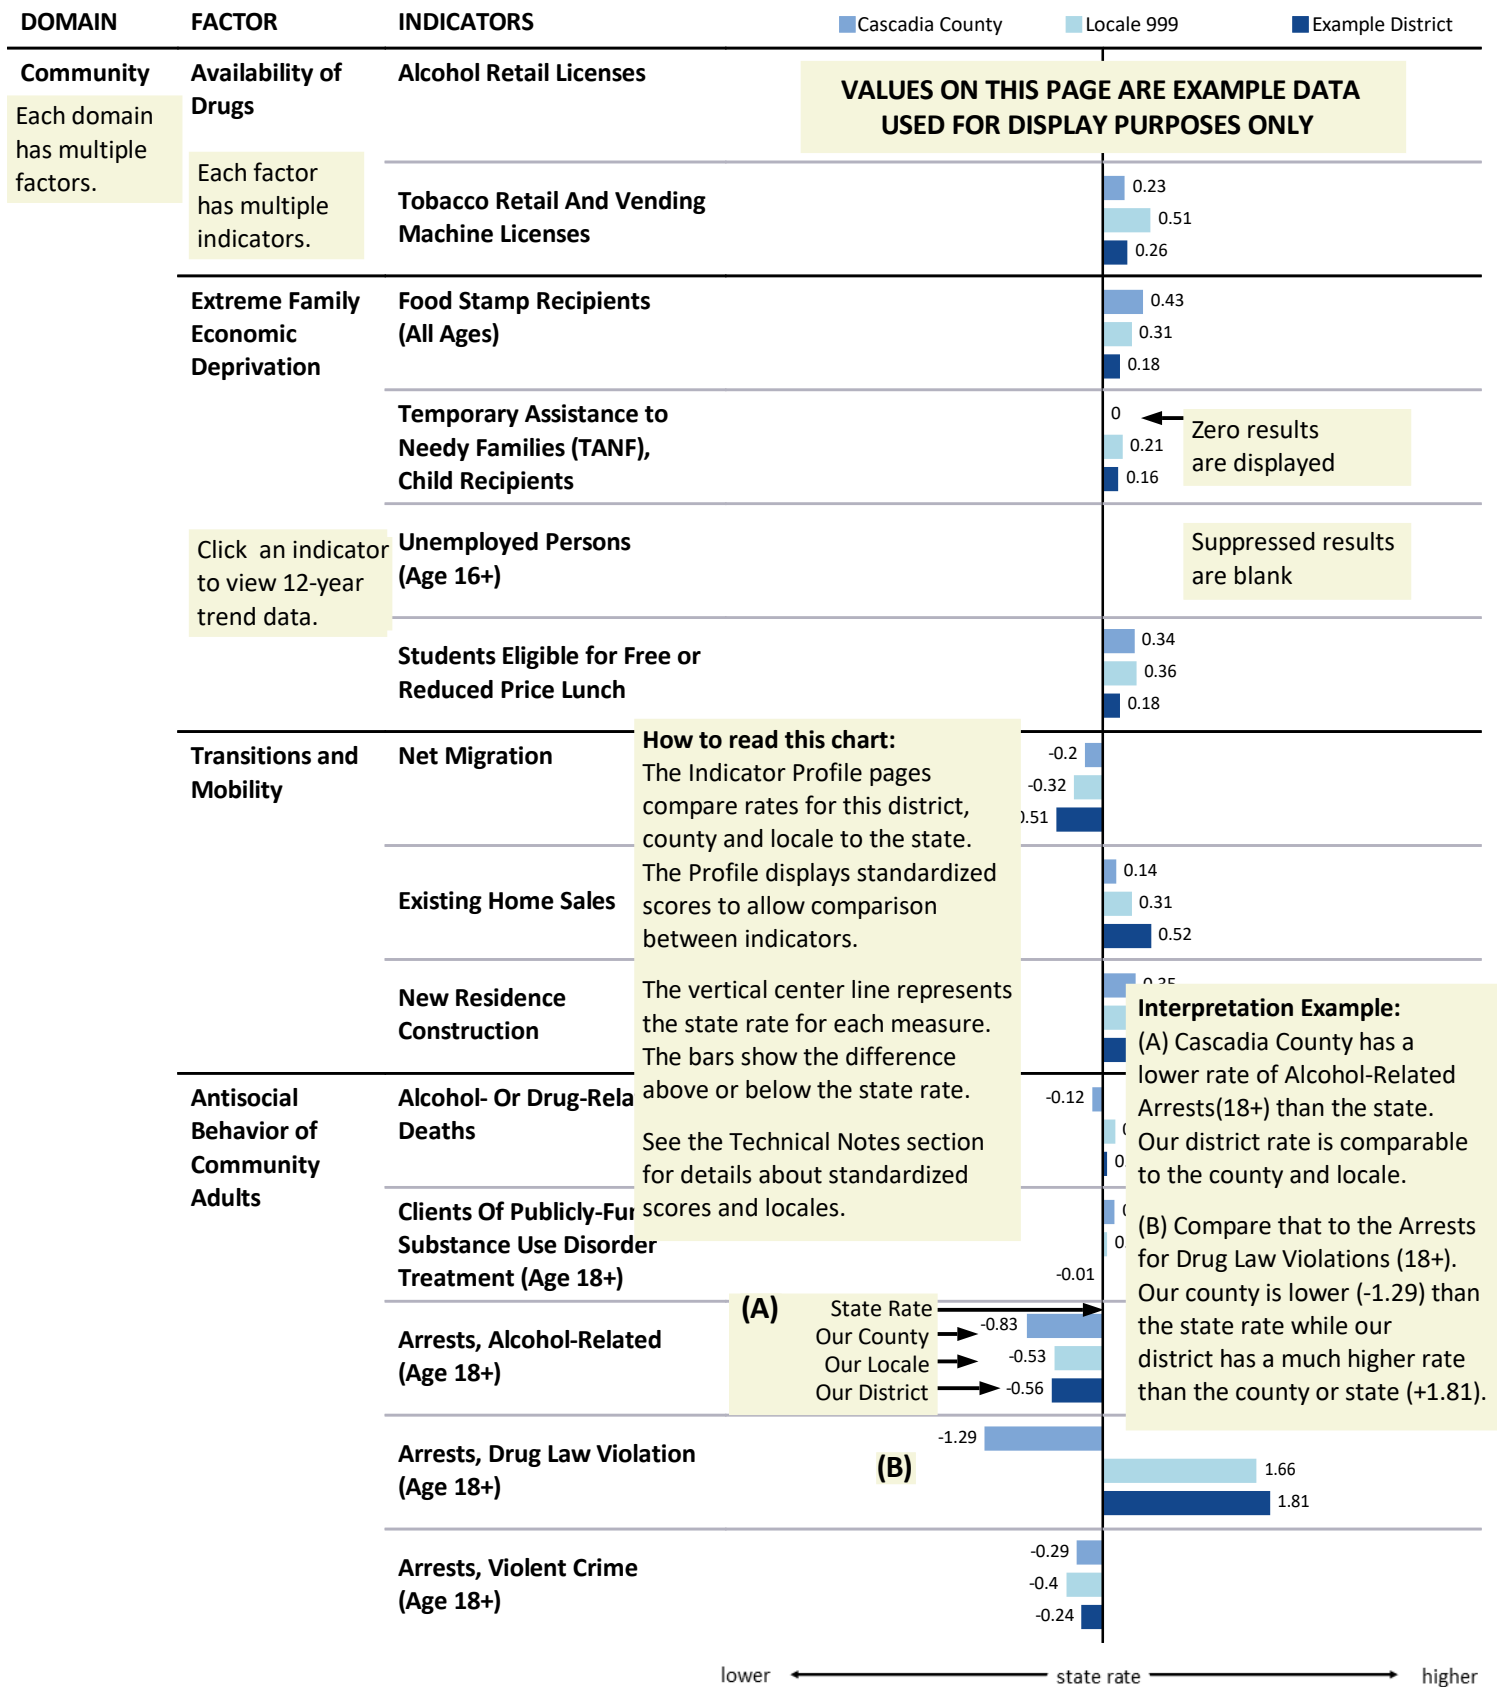 DOMAIN FACTOR INDICATORS Cascadia County Locale 999 Example District
Community
Each domain
has multiple
factors.
Availability of
Drugs
Each factor
has multiple
indicators.
Alcohol Retail Licenses
VALUES ON THIS PAGE ARE EXAMPLE DATA
USED FOR DISPLAY PURPOSES ONLY
Tobacco Retail And Vending
Machine Licenses
0.23
0.51
0.26
Extreme Family
Economic
Deprivation
Food Stamp Recipients
(All Ages)
0.43
0.31
0.18
Temporary Assistance to
Needy Families (TANF),
Child Recipients
0
0.21
0.16
Zero results
are displayed
Click an indicator
to view 12-year
trend data.
Unemployed Persons
(Age 16+)
Suppressed results
are blank
Students Eligible for Free or
Reduced Price Lunch
0.34
0.36
0.18
Transitions and
Mobility
Net Migration
-0.2
-0.32
0.51
How to read this chart:
The Indicator Profile pages
compare rates for this district,
county and locale to the state.
The Profile displays standardized
scores to allow comparison
between indicators.
The vertical center line represents
the state rate for each measure.
The bars show the difference
above or below the state rate.
See the Technical Notes section
for details about standardized
scores and locales.
Existing Home Sales
0.14
0.31
0.52
New Residence
Construction
0.35
Interpretation Example:
(A) Cascadia County has a
lower rate of Alcohol-Related
Arrests(18+) than the state.
Our district rate is comparable
to the county and locale.
(B) Compare that to the Arrests
for Drug Law Violations (18+).
Our county is lower (-1.29) than
the state rate while our
district has a much higher rate
than the county or state (+1.81).
Antisocial
Behavior of
Community
Adults
Alcohol- Or Drug-Rela
Deaths
-0.12
Clients Of Publicly-Fun
Substance Use Disorder
Treatment (Age 18+)
-0.01
Arrests, Alcohol-Related
(Age 18+)
(A) State Rate
Our County -0.83
Our Locale -0.53
Our District -0.56
Arrests, Drug Law Violation
(Age 18+)
(B)
-1.29
1.66
1.81
Arrests, Violent Crime
(Age 18+)
-0.29
-0.4
-0.24
lower state rate higher